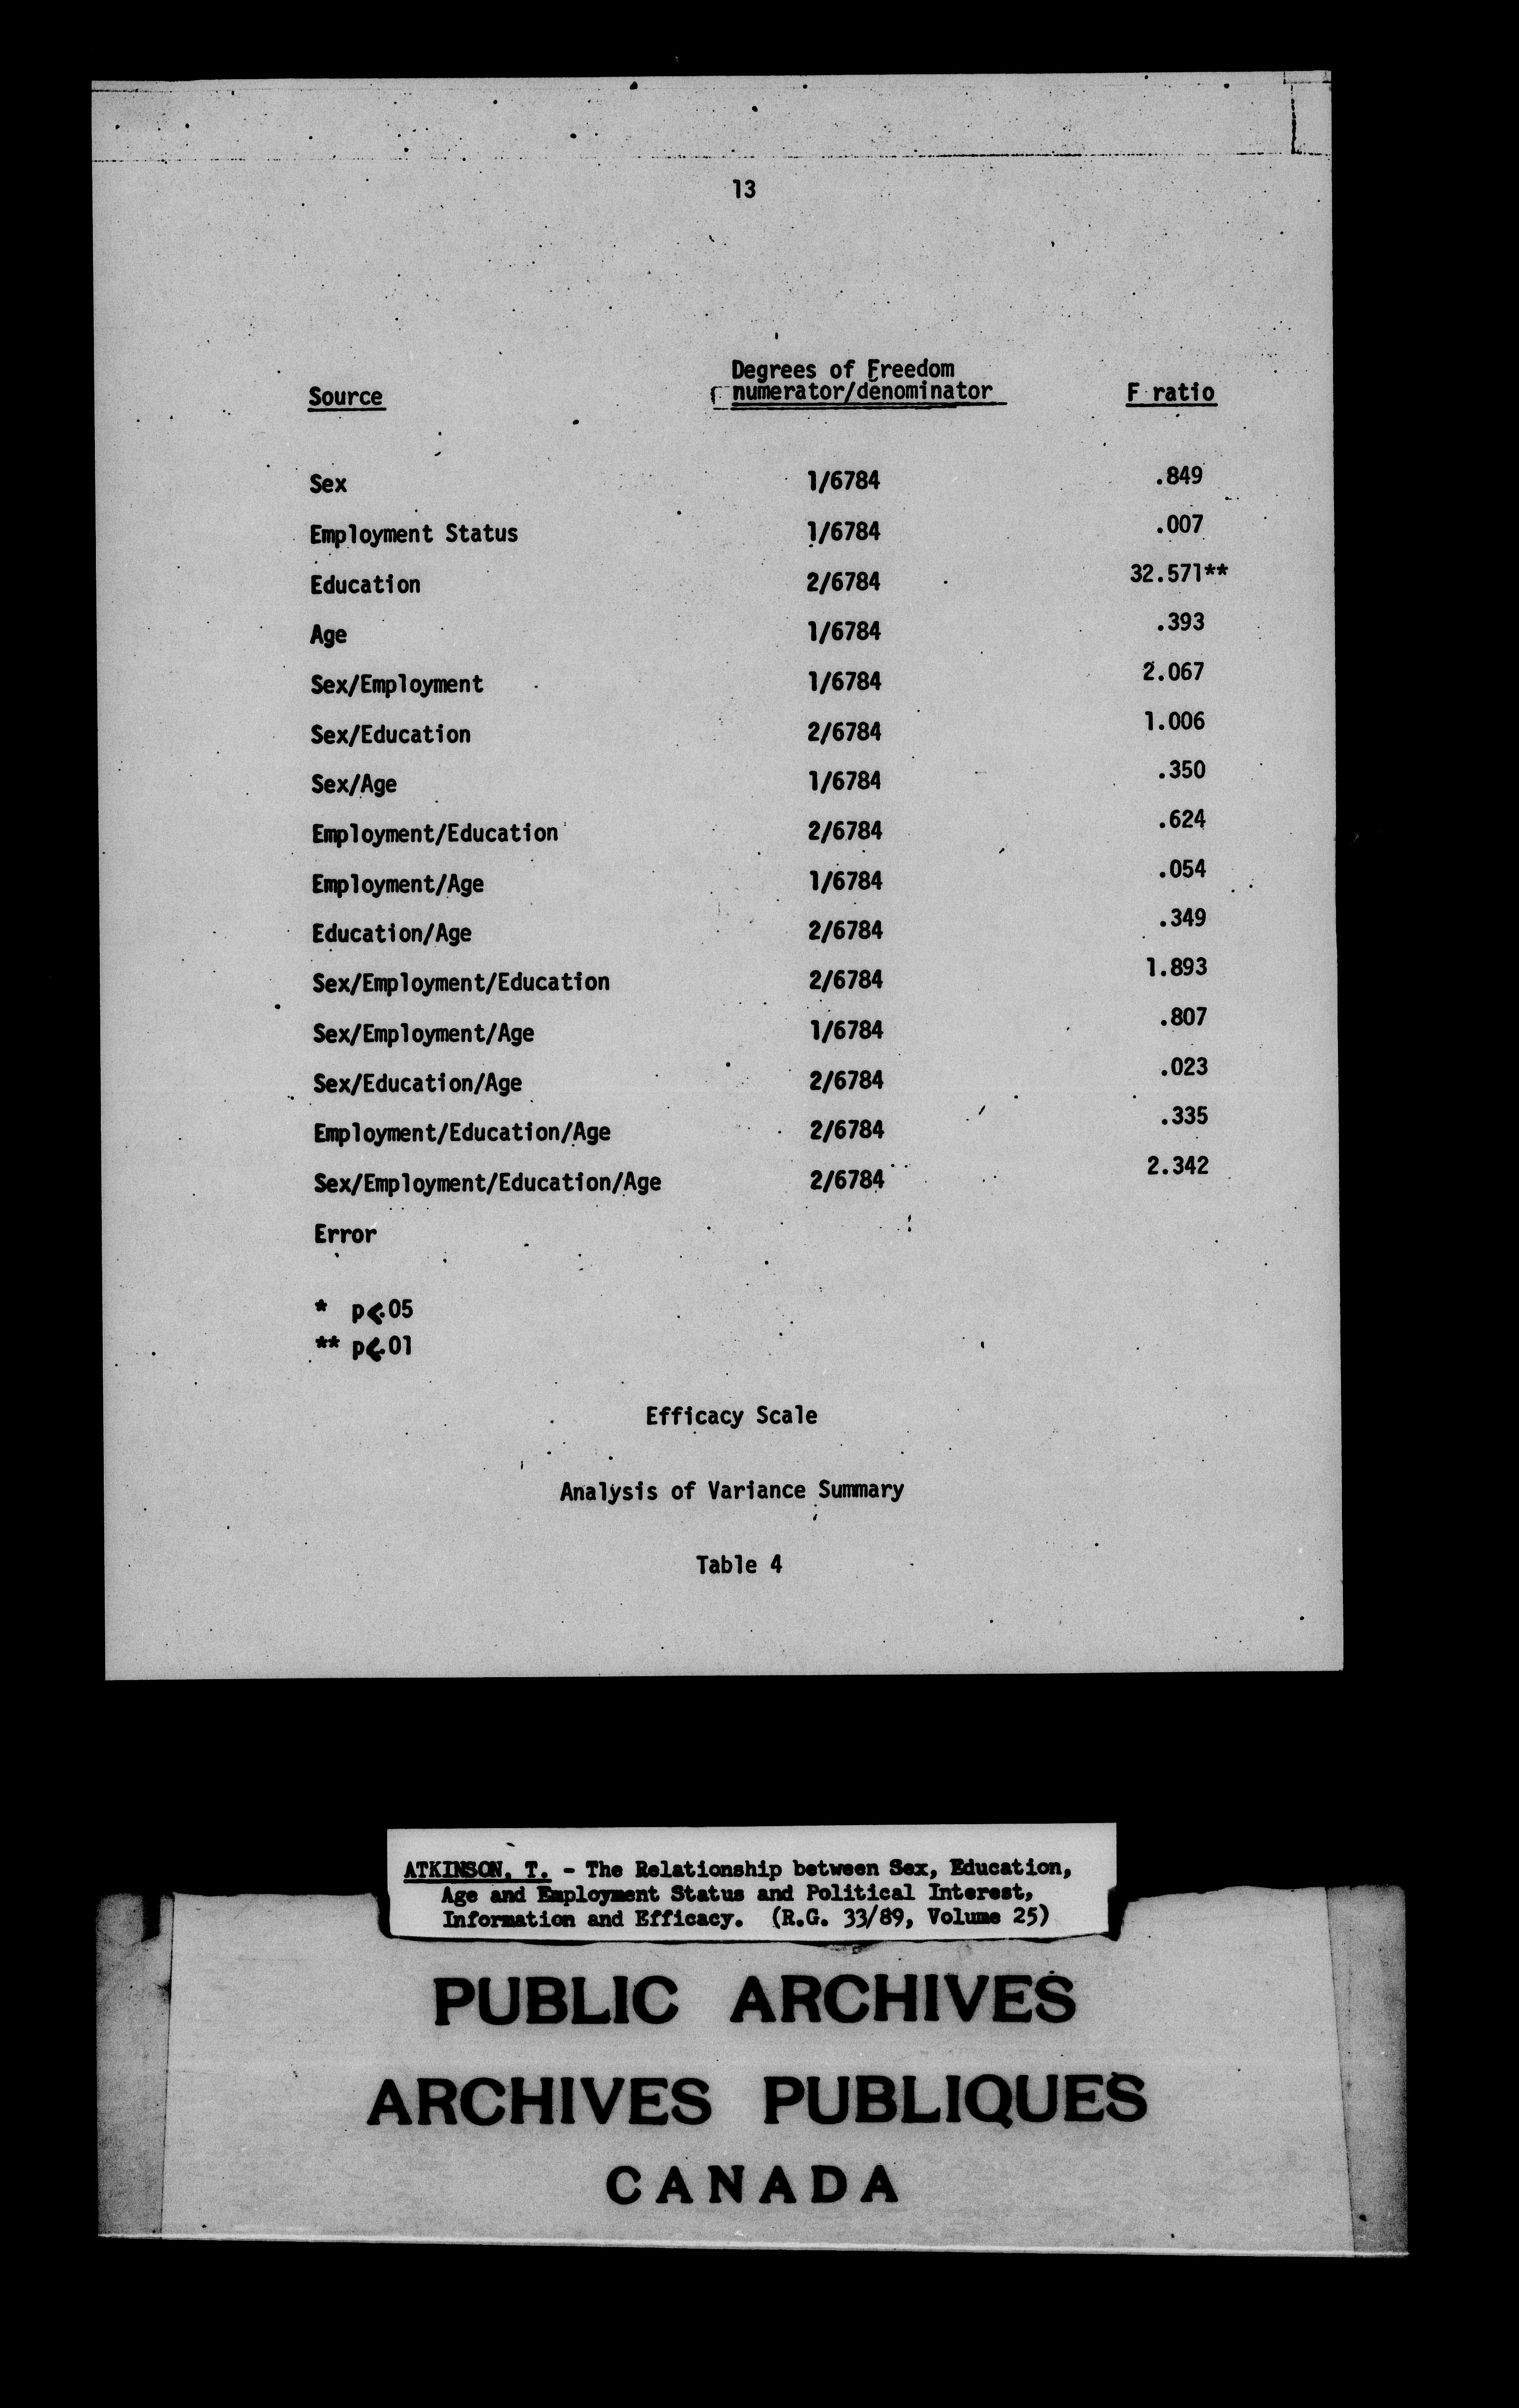 13
Degrees of Freedom
Source numerator/denominator F ratio
Sex 1/6784 .849
Employment Status 1/6784 .007
Education 2/6784 32.571**
Age 1/6784 .393
Sex/Employment 1/6784 2.067
Sex/Education 2/6784 1.006
Sex/Age 1/6784 .350
Employment/Education 2/6784 .624
Employment/Age 1/6784 .054
Education/Age 2/6784 .349
Sex/Employment/Education 2/6784 1.893
Sex/Employment/Age 1/6784 .807
Sex/Education/Age 2/6784 .023
Employment/Education/Age 2/6784 .335
Sex/Employment/Education/Age 2/6784 2.342
Error
* p<.05
** p<.01
Efficacy Scale
Analysis of Variance Summary
Table 4
ATKINSON, T. - The Relationship between Sex, Education,
Age and Employment Status and Political Interest,
Information and Efficacy. (R.G. 33/89, Volume 25)
PUBLIC ARCHIVES
ARCHIVES PUBLIQUES
CANADA